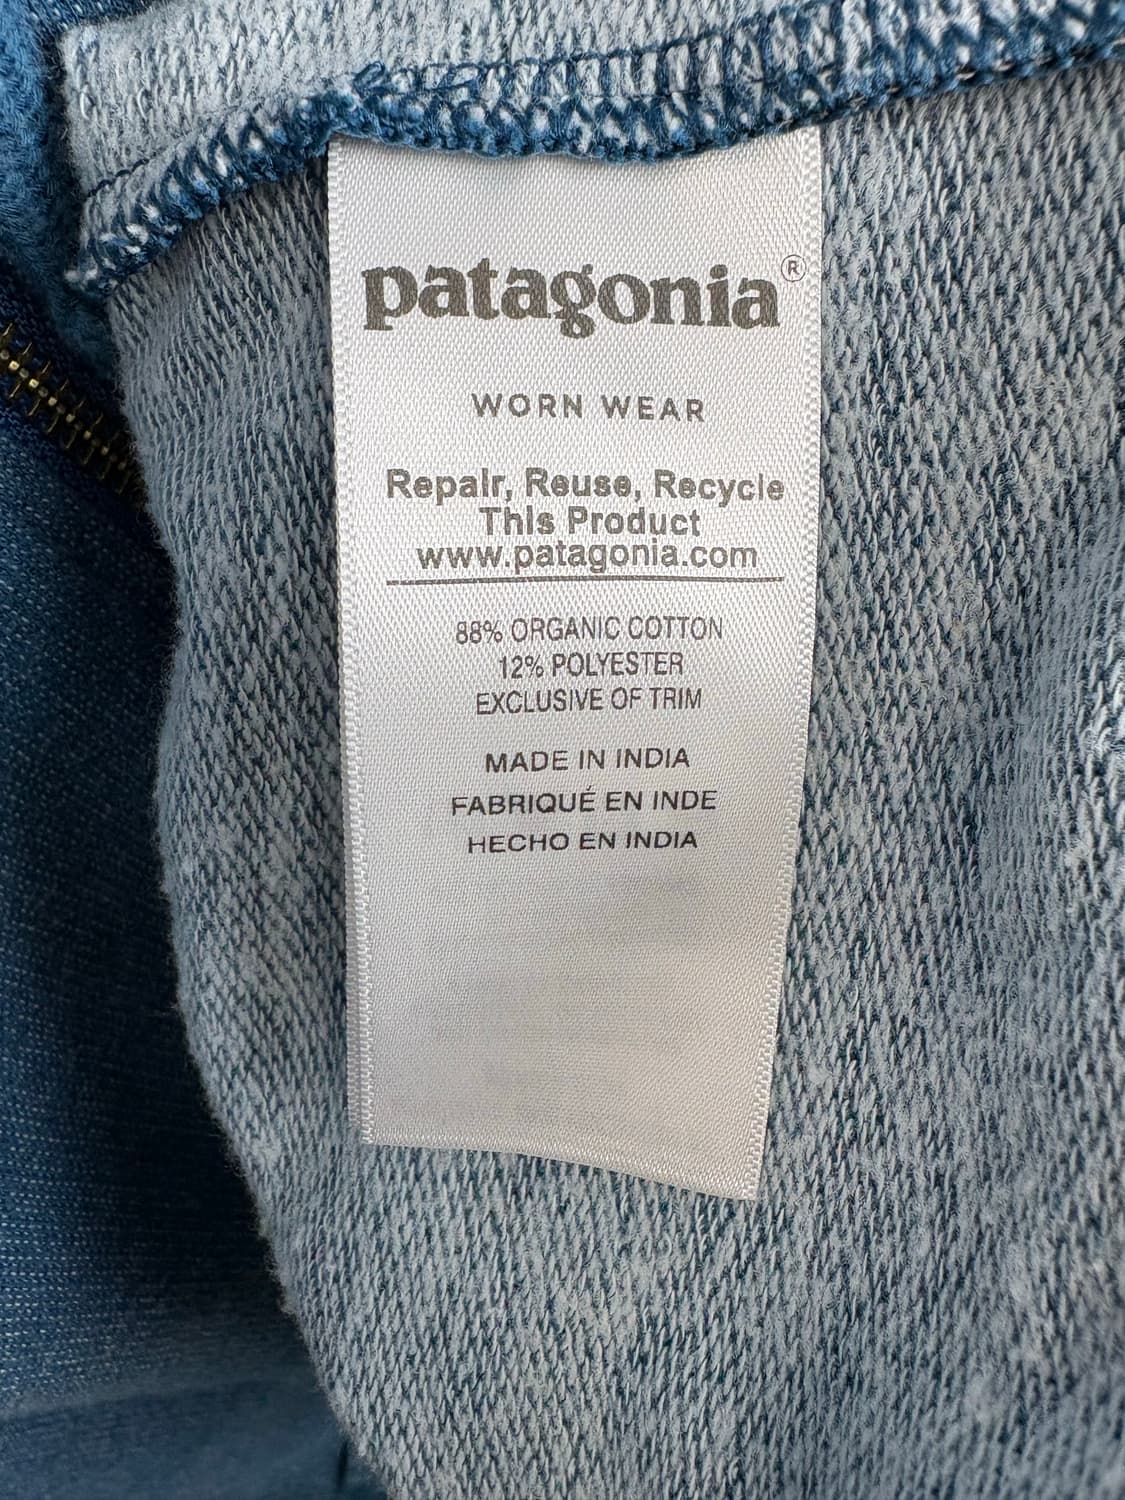 patagonia®
WORN WEAR
Repair, Reuse, Recycle
This Product
www.patagonia.com
88% ORGANIC COTTON
12% POLYESTER
EXCLUSIVE OF TRIM
MADE IN INDIA
FABRIQUÉ EN INDE
HECHO EN INDIA